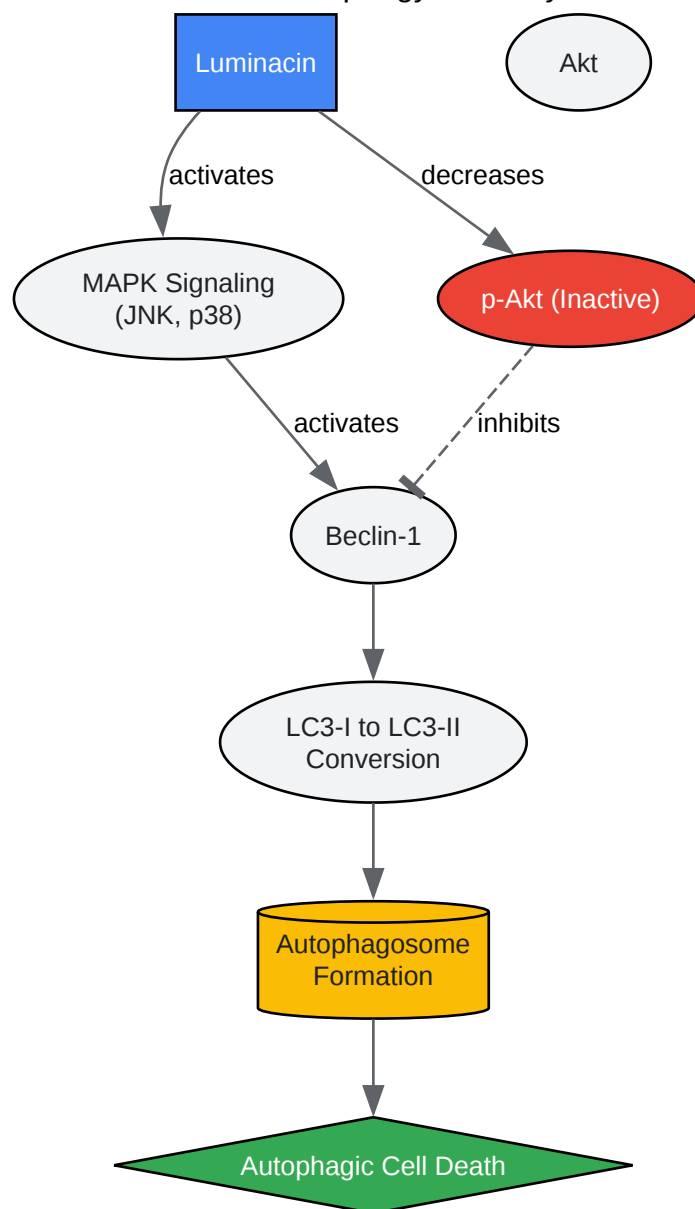 Luminacin
Akt
activates
decreases
MAPK Signaling
(JNK, p38)
p-Akt (Inactive)
activates
inhibits
Beclin-1
LC3-I to LC3-II
Conversion
Autophagosome
Formation
Autophagic Cell Death